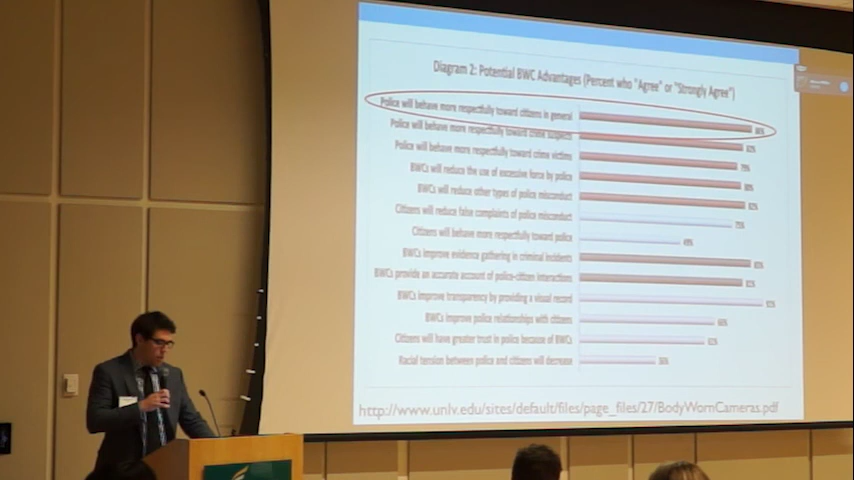 Diagram 2: Potential BWC Advantages (Percent who "Agree" or "Strongly Agree")
Police will behave more respectfully toward citizens in general
Police will behave more respectfully toward crime suspects
Police will behave more respectfully toward crime victims
BWCs will reduce the use of excessive force by police
BWCs will reduce other types of police misconduct
Citizens will reduce false complaints of police misconduct
Citizens will behave more respectfully toward police
BWCs improve evidence gathering in criminal incidents
BWCs provide an accurate account of police-citizen interactions
BWCs improve transparency by providing a visual record
BWCs improve police relationships with citizens
Citizens will have greater trust in police because of BWCs
Racial tension between police and citizens will decrease
http://www.unlv.edu/sites/default/files/page_files/27/BodyWornCameras.pdf